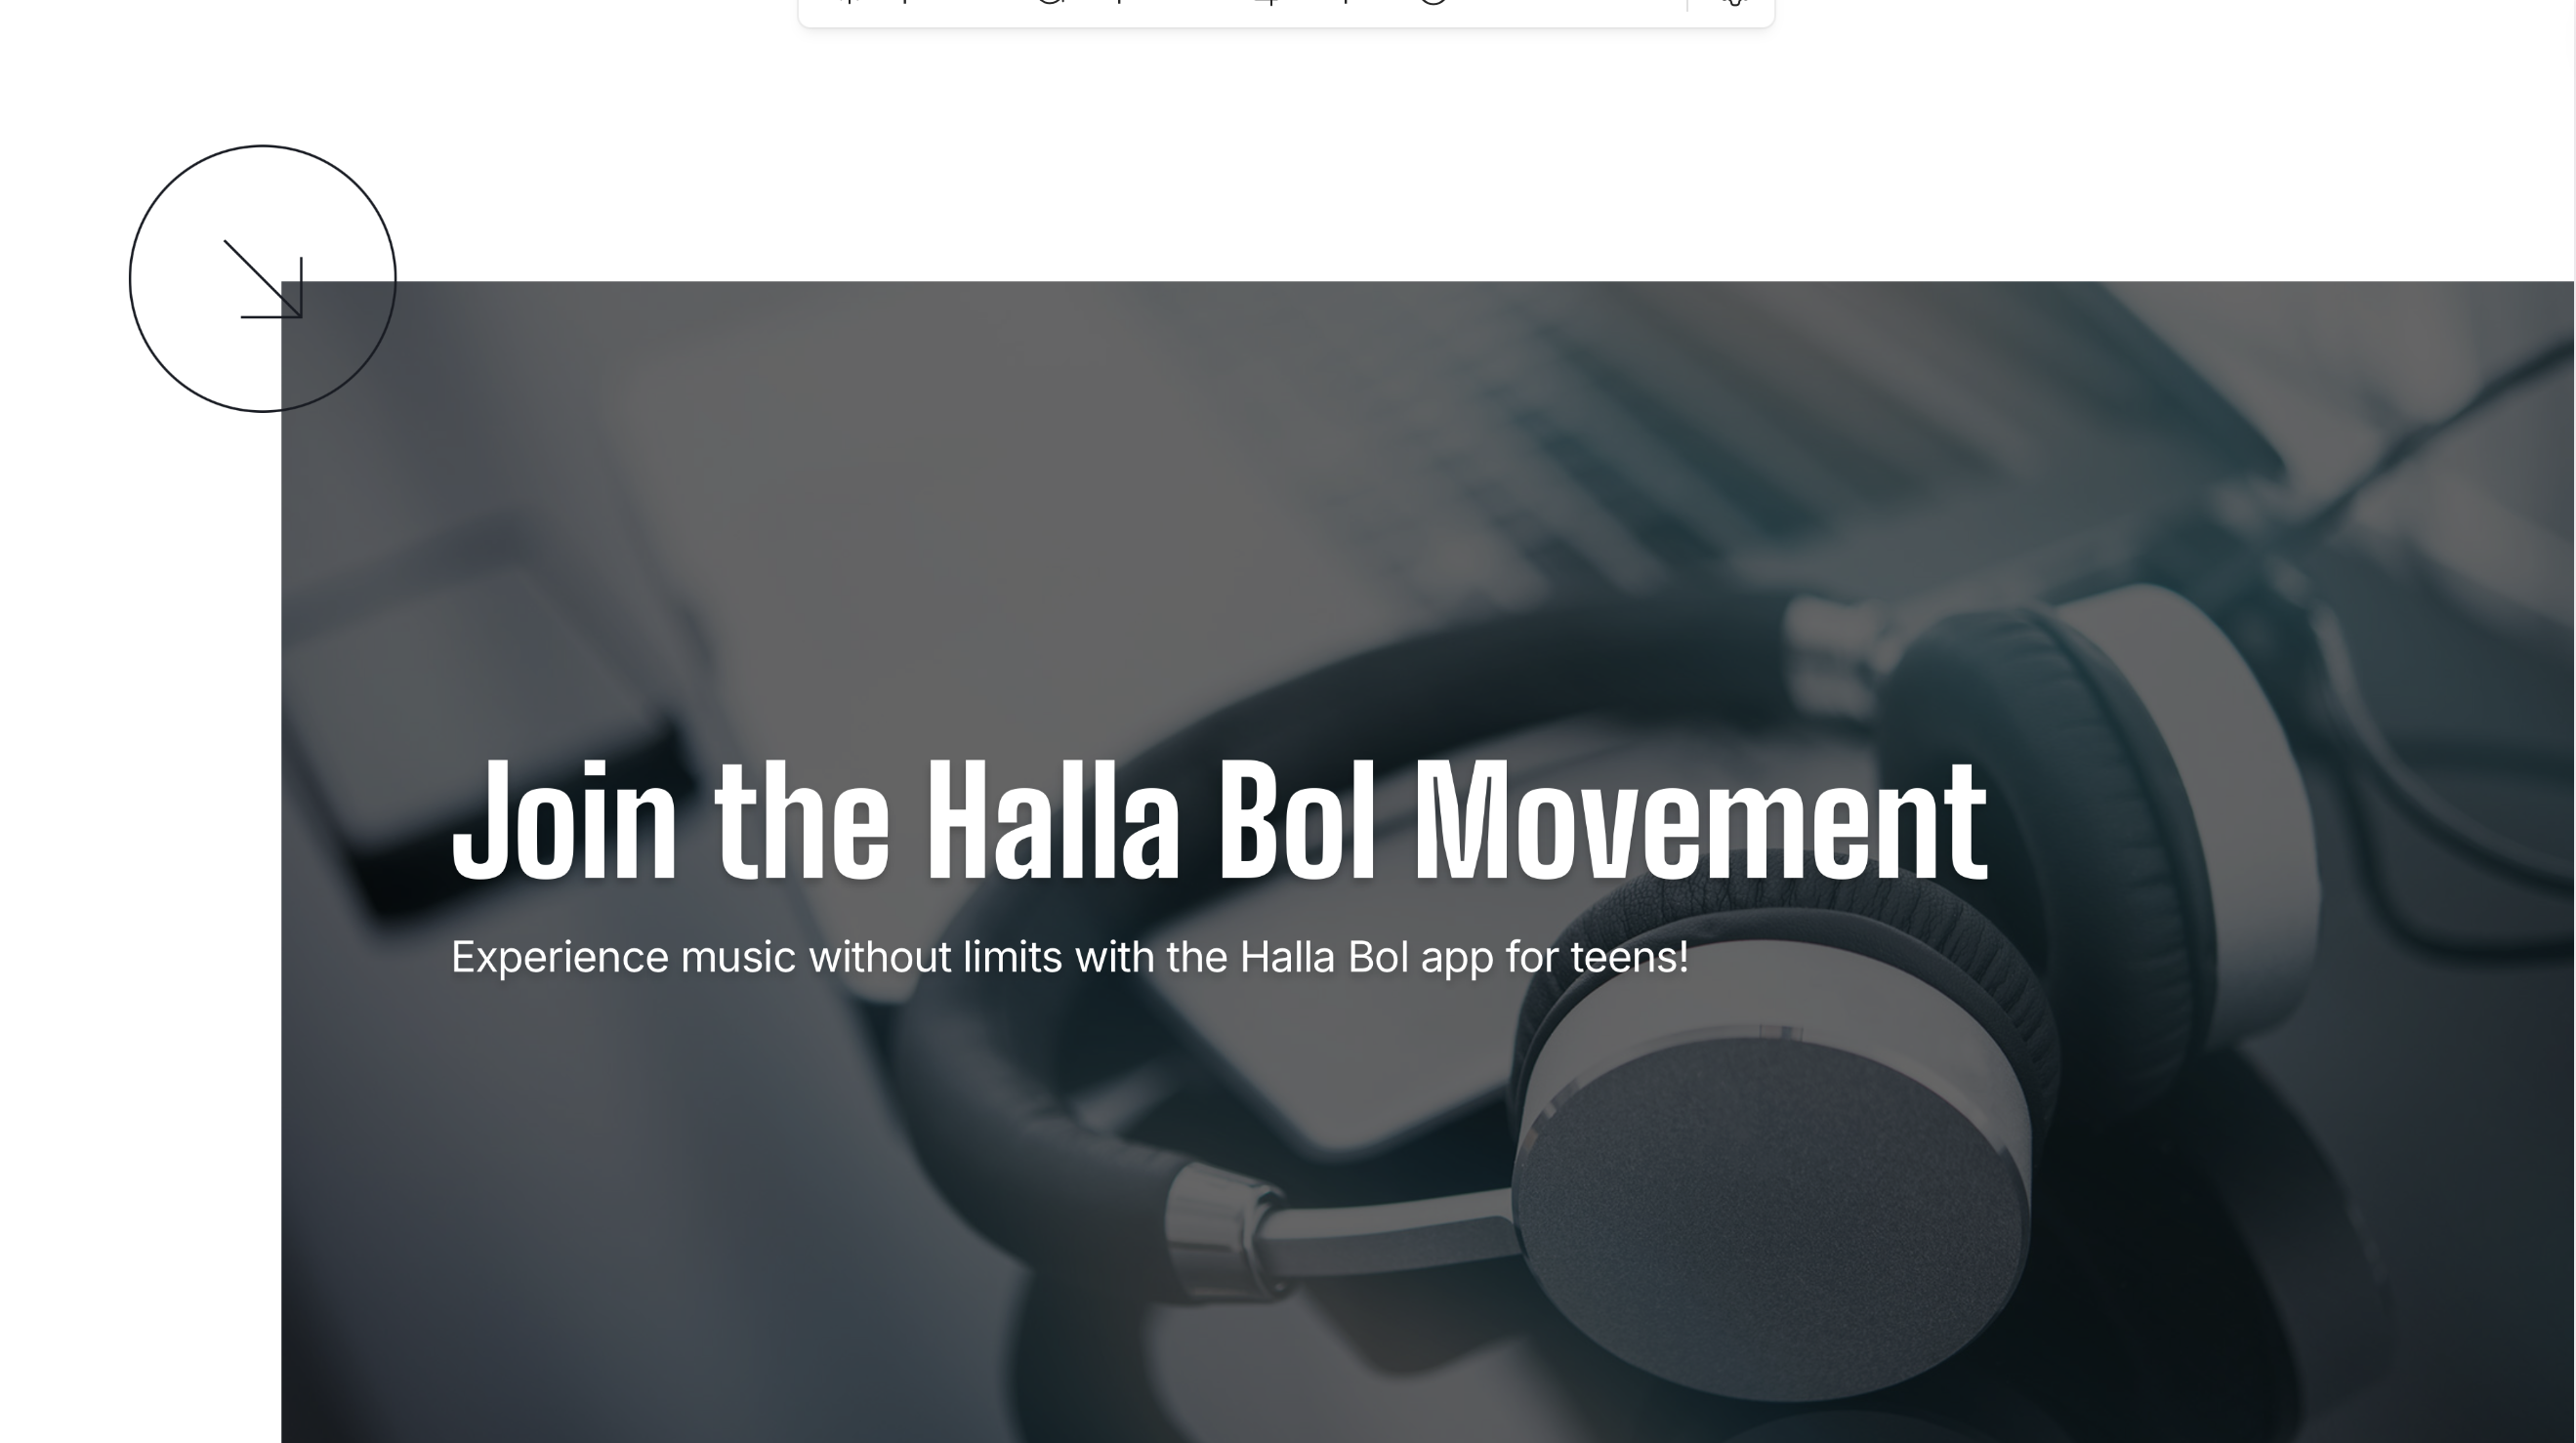 Join the Halla Bol Movement
Experience music without limits with the Halla Bol app for teens!